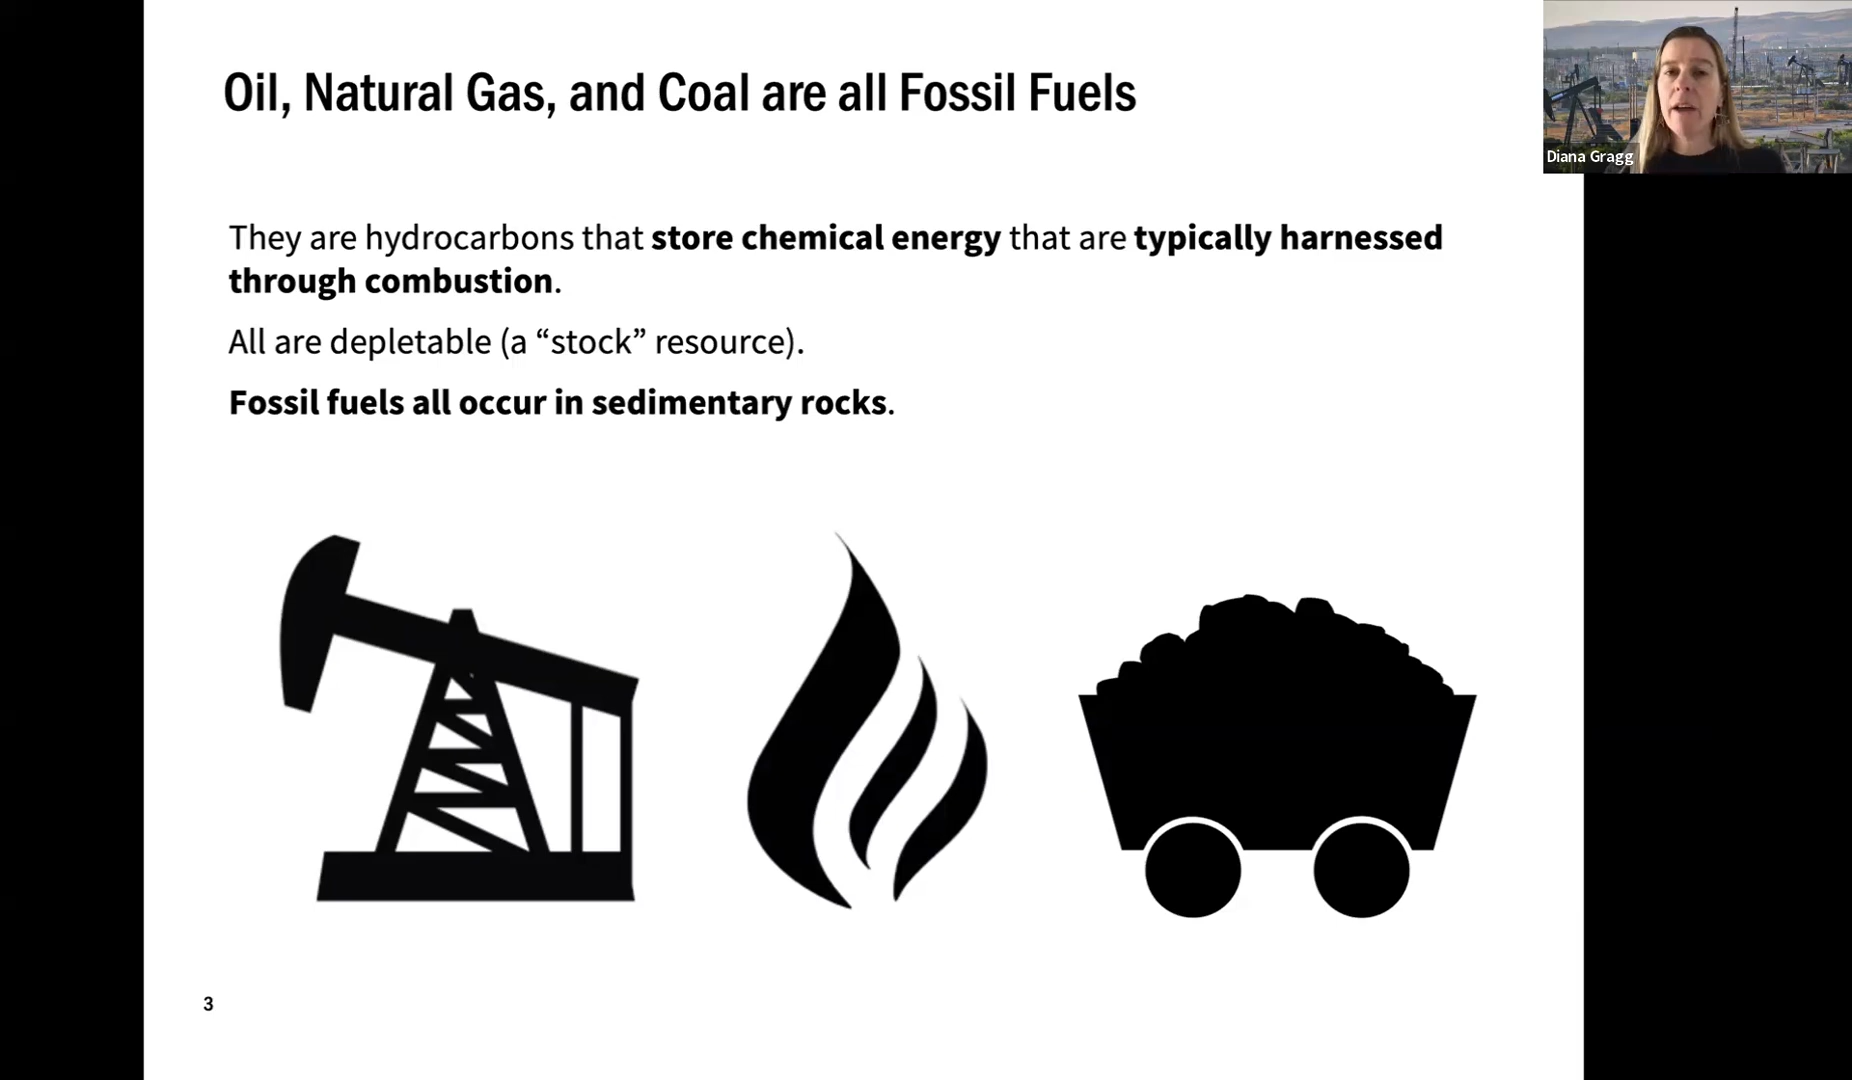 Oil, Natural Gas, and Coal are all Fossil Fuels
Diana Gragg
They are hydrocarbons that store chemical energy that are typically harnessed
through combustion.
All are depletable (a “stock” resource).
Fossil fuels all occur in sedimentary rocks.
3